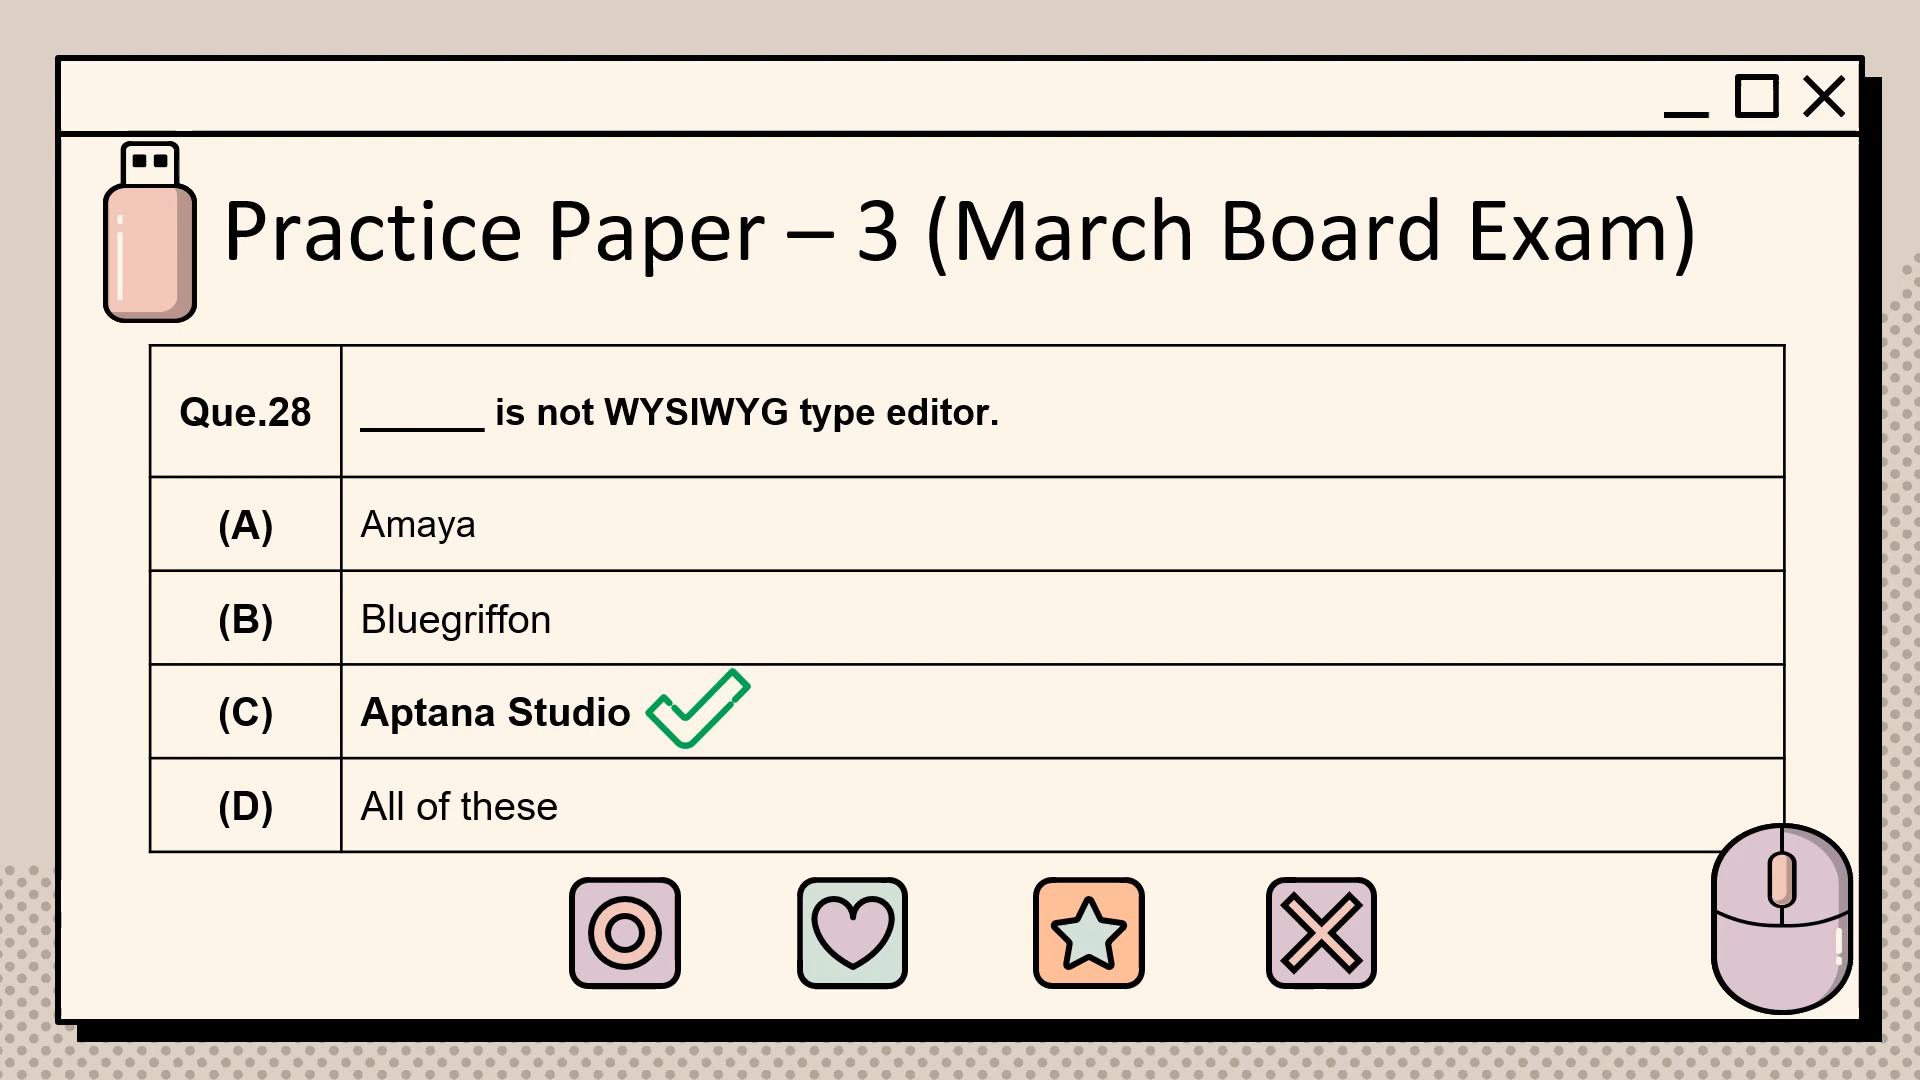 Practice Paper – 3 (March Board Exam)
Que.28 ______ is not WYSIWYG type editor.
(A) Amaya
(B) Bluegriffon
(C) Aptana Studio
(D) All of these